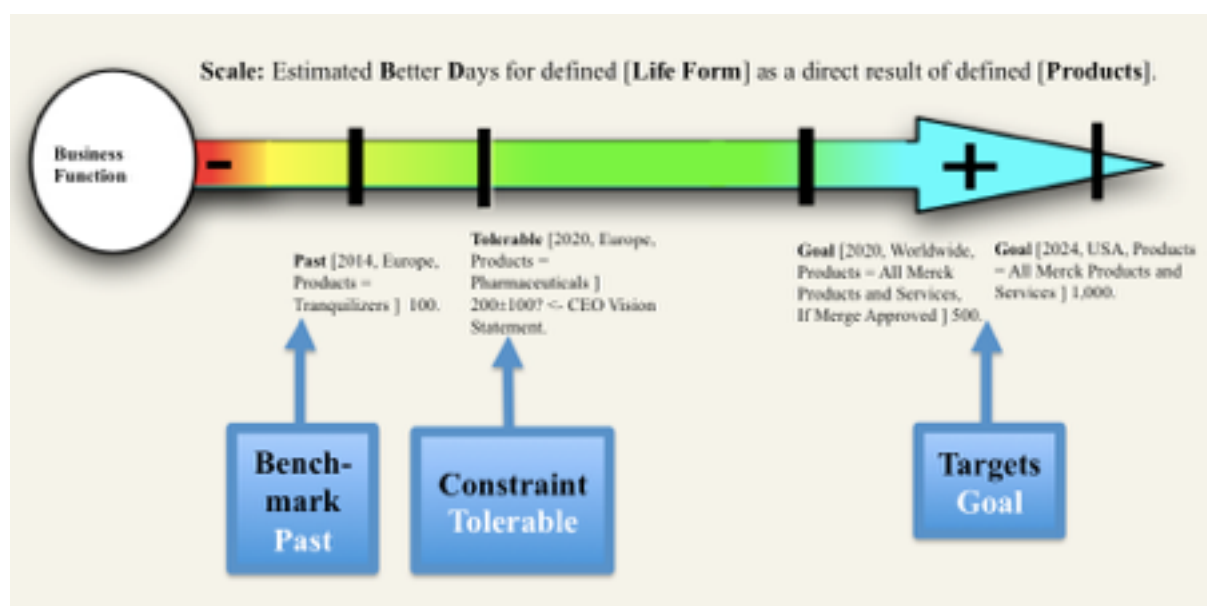 Scale: Estimated Better Days for defined [Life Form] as a direct result of defined [Products].
Business
Function
-
+
Past [2014, Europe,
Products =
Tranquilizers ] 100.
Tolerable [2020, Europe,
Products =
Pharmaceuticals ]
200±100? <- CEO Vision
Statement.
Goal [2020, Worldwide,
Products = All Merck
Products and Services,
If Merge Approved ] 500.
Goal [2024, USA, Products
= All Merck Products and
Services ] 1,000.
Bench-
mark
Past
Constraint
Tolerable
Targets
Goal